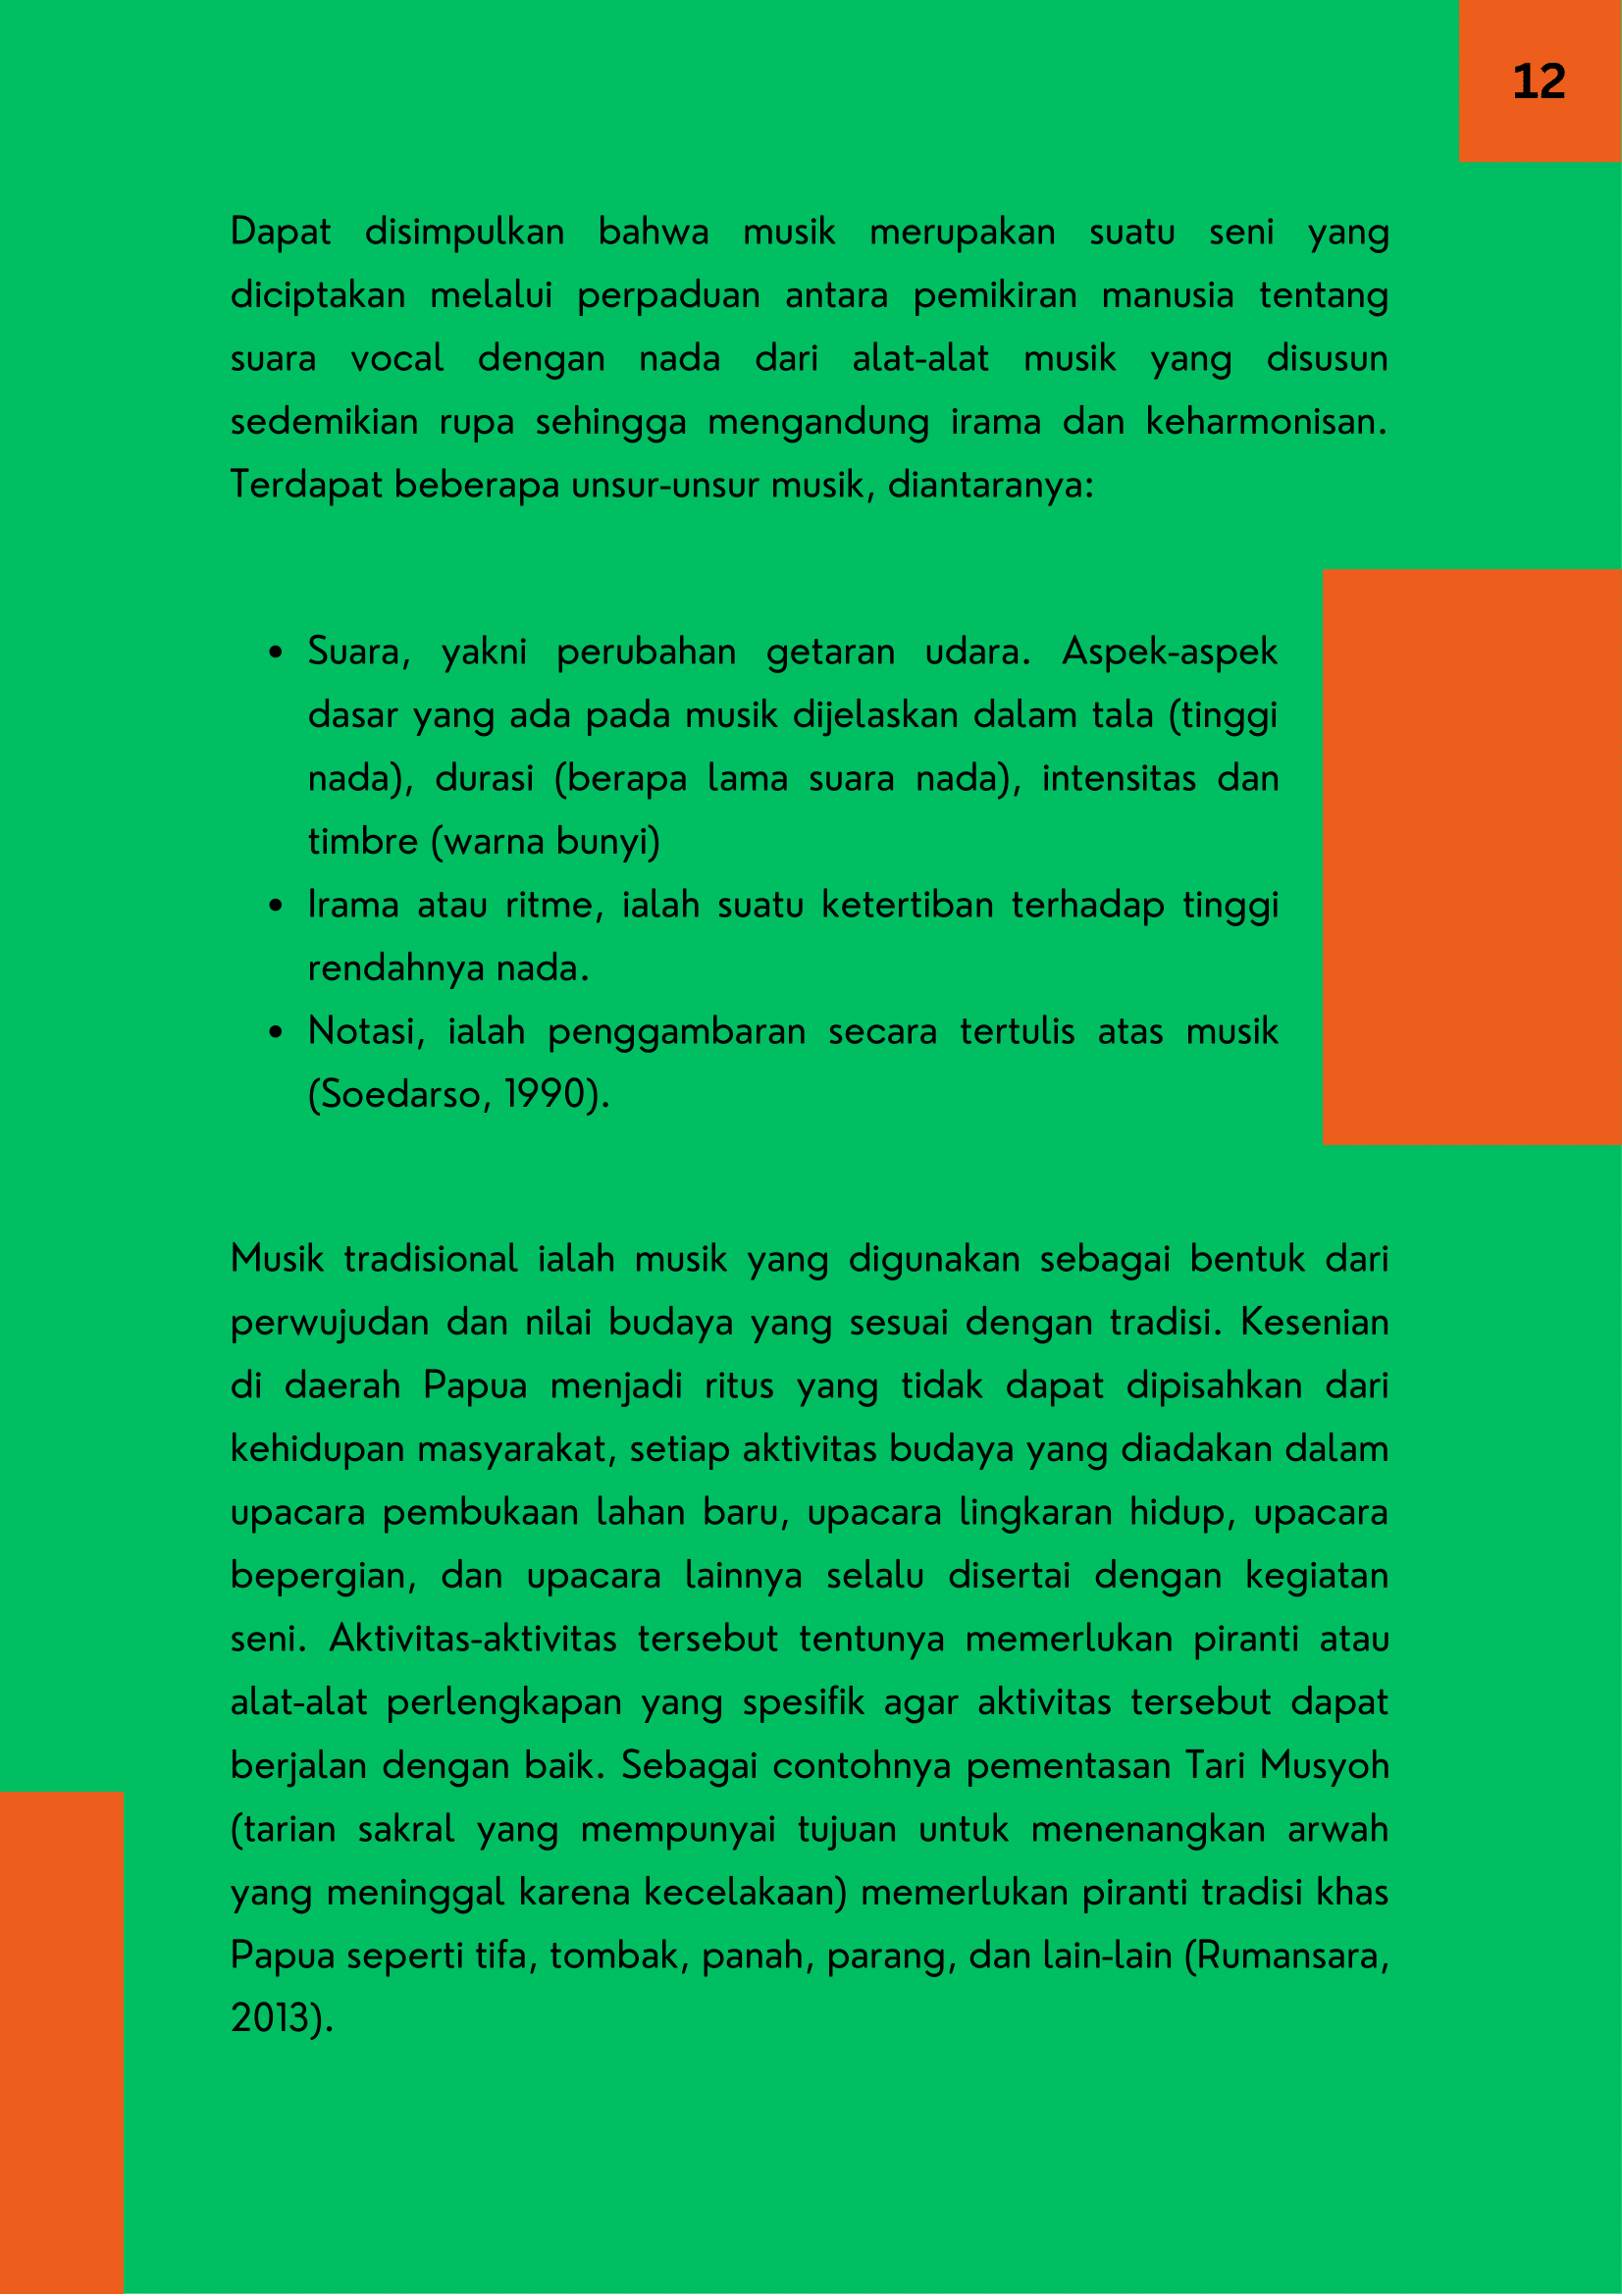 12
Dapat disimpulkan bahwa musik merupakan suatu seni yang
diciptakan melalui perpaduan antara pemikiran manusia tentang
suara vocal dengan nada dari alat-alat musik yang disusun
sedemikian rupa sehingga mengandung irama dan keharmonisan.
Terdapat beberapa unsur-unsur musik, diantaranya:
• Suara, yakni perubahan getaran udara. Aspek-aspek
dasar yang ada pada musik dijelaskan dalam tala (tinggi
nada), durasi (berapa lama suara nada), intensitas dan
timbre (warna bunyi)
• Irama atau ritme, ialah suatu ketertiban terhadap tinggi
rendahnya nada.
• Notasi, ialah penggambaran secara tertulis atas musik
(Soedarso, 1990).
Musik tradisional ialah musik yang digunakan sebagai bentuk dari
perwujudan dan nilai budaya yang sesuai dengan tradisi. Kesenian
di daerah Papua menjadi ritus yang tidak dapat dipisahkan dari
kehidupan masyarakat, setiap aktivitas budaya yang diadakan dalam
upacara pembukaan lahan baru, upacara lingkaran hidup, upacara
bepergian, dan upacara lainnya selalu disertai dengan kegiatan
seni. Aktivitas-aktivitas tersebut tentunya memerlukan piranti atau
alat-alat perlengkapan yang spesifik agar aktivitas tersebut dapat
berjalan dengan baik. Sebagai contohnya pementasan Tari Musyoh
(tarian sakral yang mempunyai tujuan untuk menenangkan arwah
yang meninggal karena kecelakaan) memerlukan piranti tradisi khas
Papua seperti tifa, tombak, panah, parang, dan lain-lain (Rumansara,
2013).